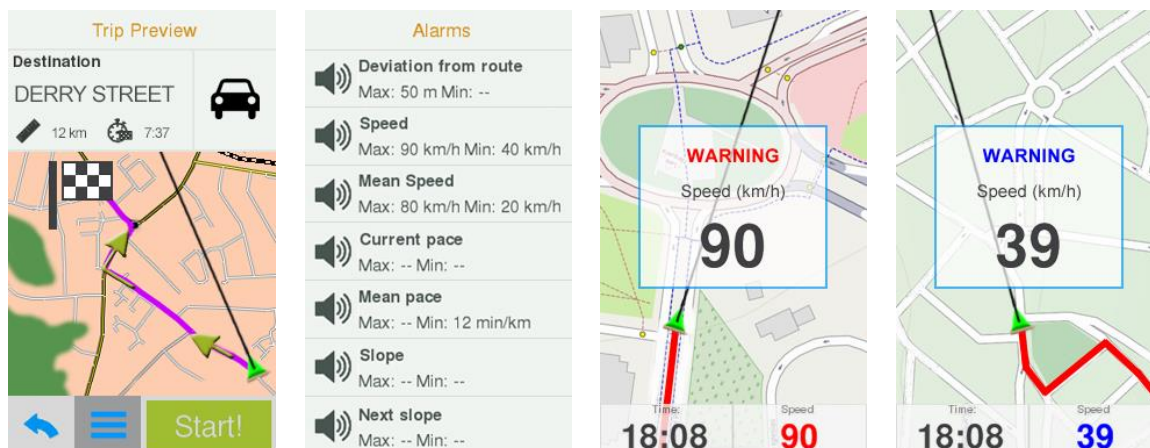 Trip Preview
Destination
DERRY STREET
12 km 7:37
Start!
Alarms
Deviation from route
Max: 50 m Min: --
Speed
Max: 90 km/h Min: 40 km/h
Mean Speed
Max: 80 km/h Min: 20 km/h
Current pace
Max: -- Min: --
Mean pace
Max: -- Min: 12 min/km
Slope
Max: -- Min: --
Next slope
Max: -- Min: --
WARNING
Speed (km/h)
90
Time: Speed
18:08 90
WARNING
Speed (km/h)
39
Time: Speed
18:08 39